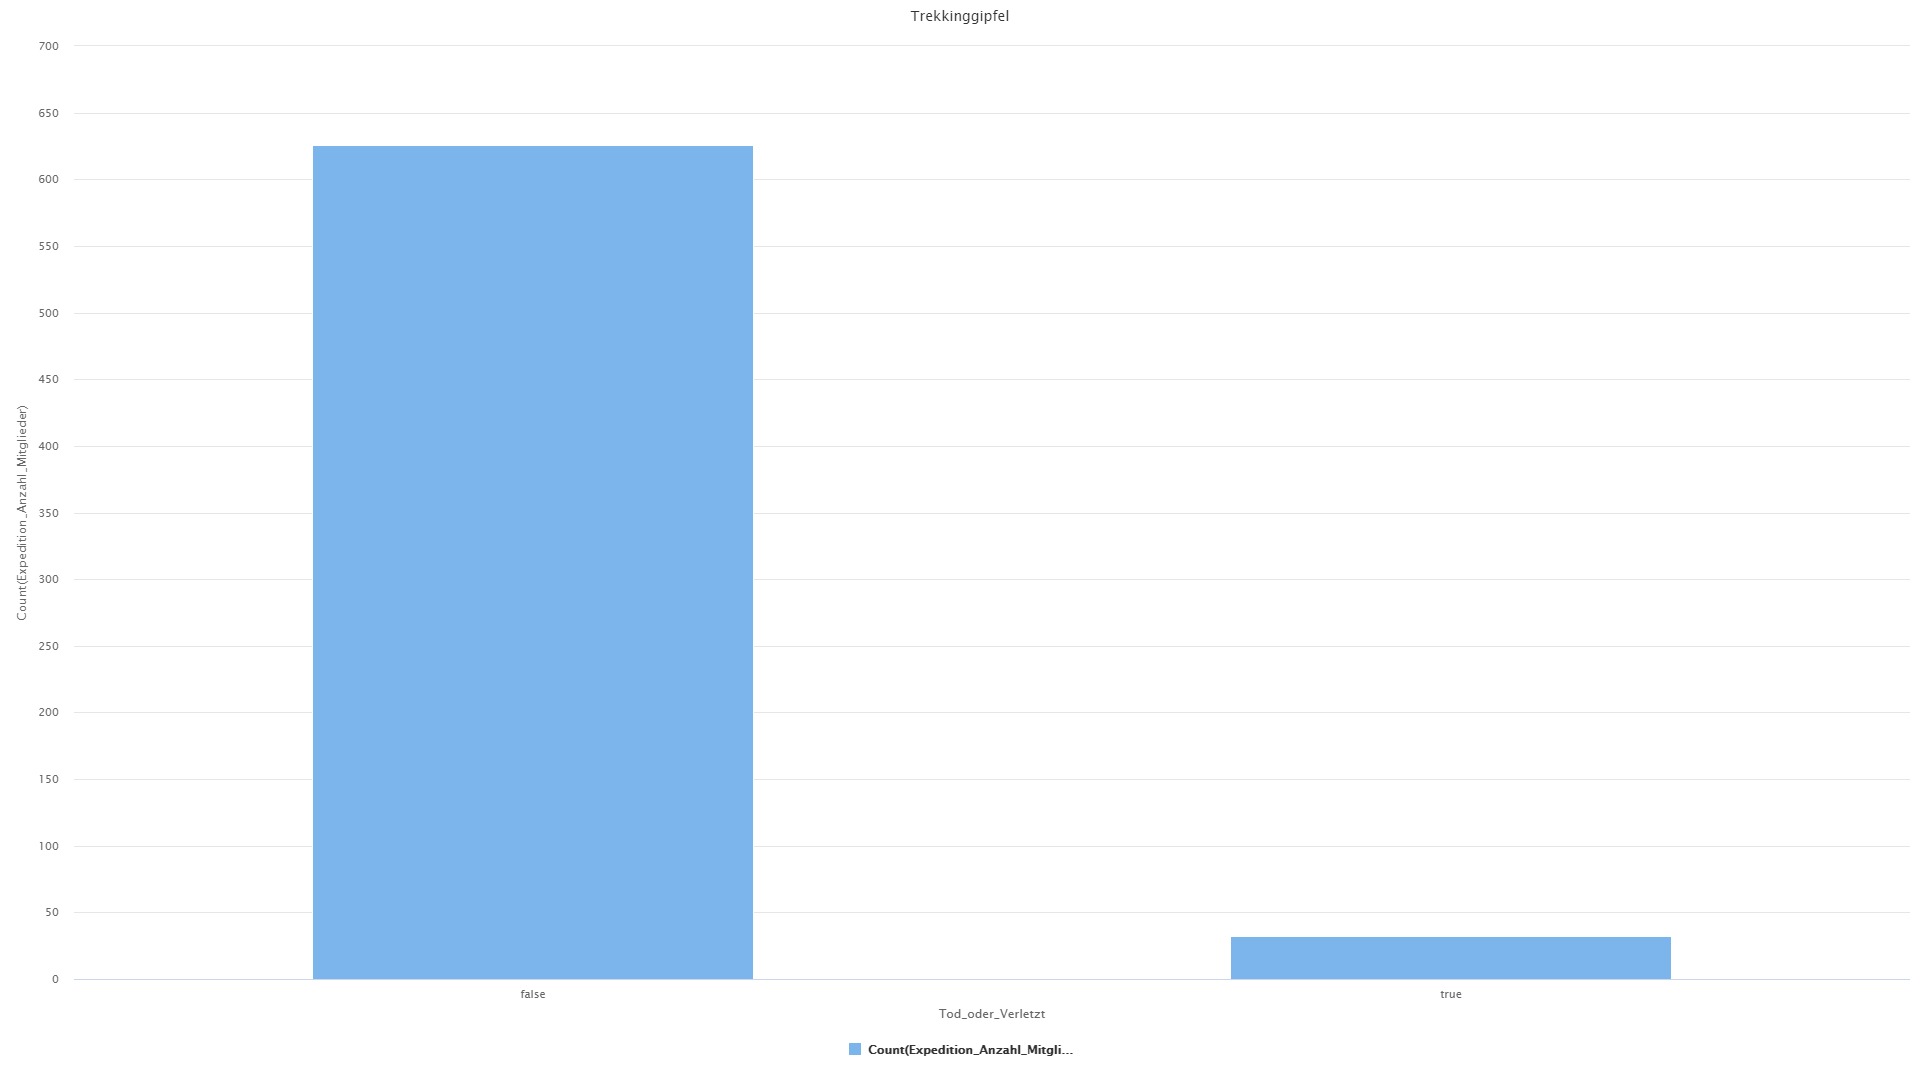 Trekkinggipfel
700
650
600
550
500
450
400
350
300
250
200
150
100
50
0
Count(Expedition_Anzahl_Mitglieder)
false
true
Tod_oder_Verletzt
Count(Expedition_Anzahl_Mitgli...